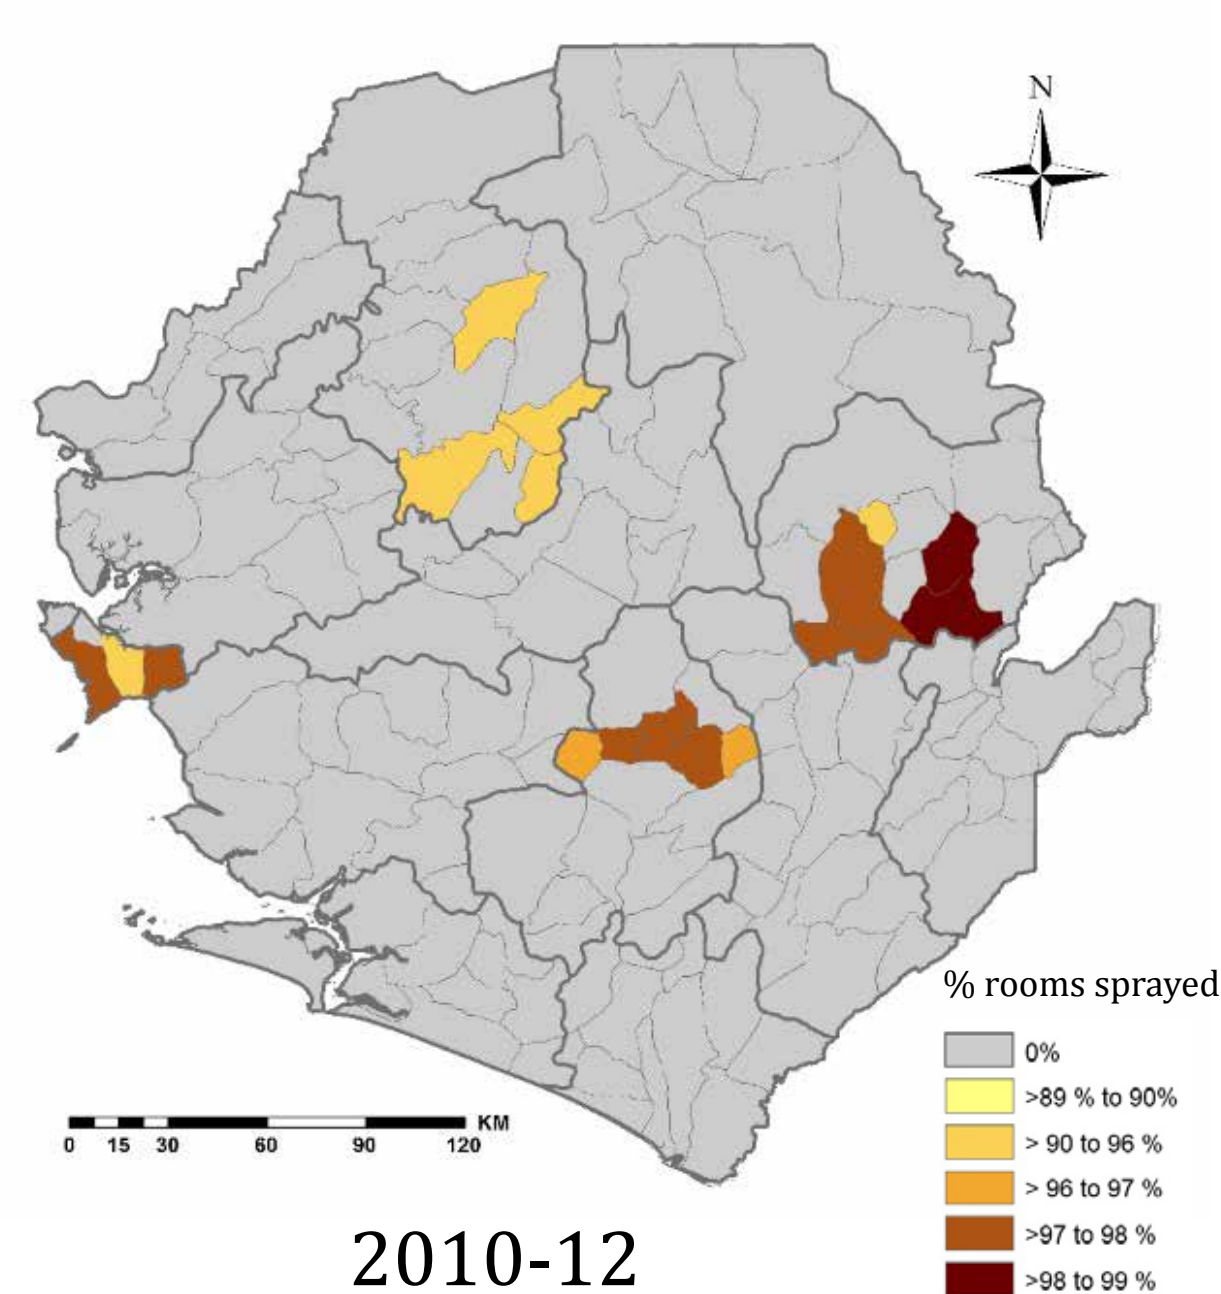 N
% rooms sprayed
0%
>89 % to 90%
> 90 to 96 %
> 96 to 97 %
>97 to 98 %
>98 to 99 %
KM
0 15 30 60 90 120
2010-12